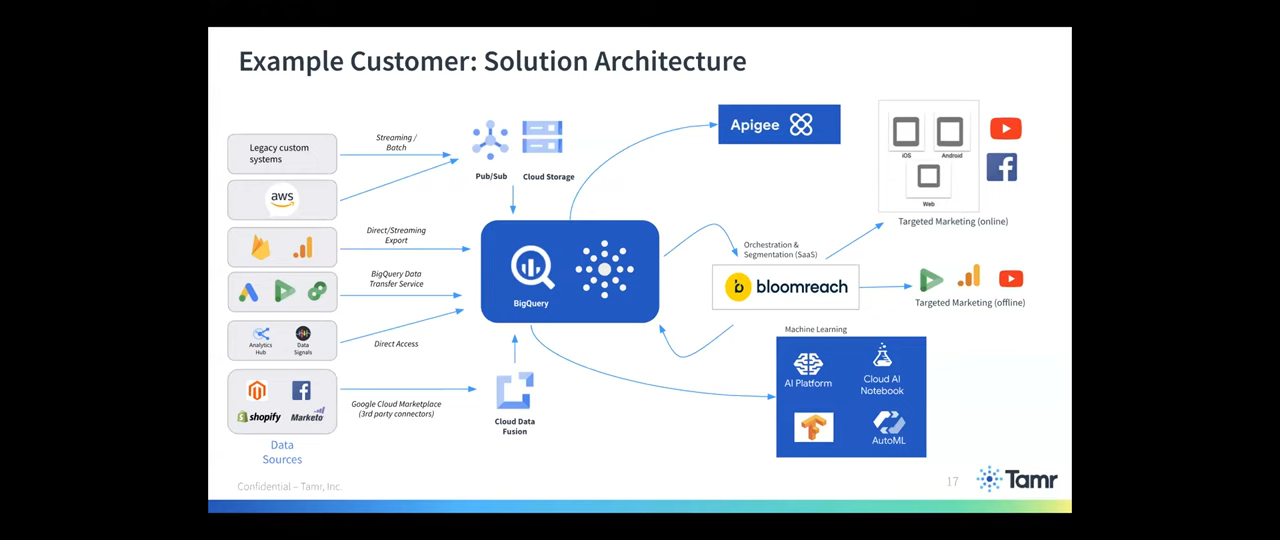 Example Customer: Solution Architecture
Legacy custom
systems
aws
Analytics
Hub
Data
Signals
shopify
Marketo
Data
Sources
Streaming /
Batch
Direct/Streaming
Export
BigQuery Data
Transfer Service
Direct Access
Google Cloud Marketplace
(3rd party connectors)
Pub/Sub
Cloud Storage
BigQuery
Cloud Data
Fusion
Apigee
Orchestration &
Segmentation (SaaS)
bloomreach
iOS
Android
Web
Targeted Marketing (online)
Targeted Marketing (offline)
Machine Learning
AI Platform
Cloud AI
Notebook
AutoML
Confidential – Tamr, Inc.
17
Tamr